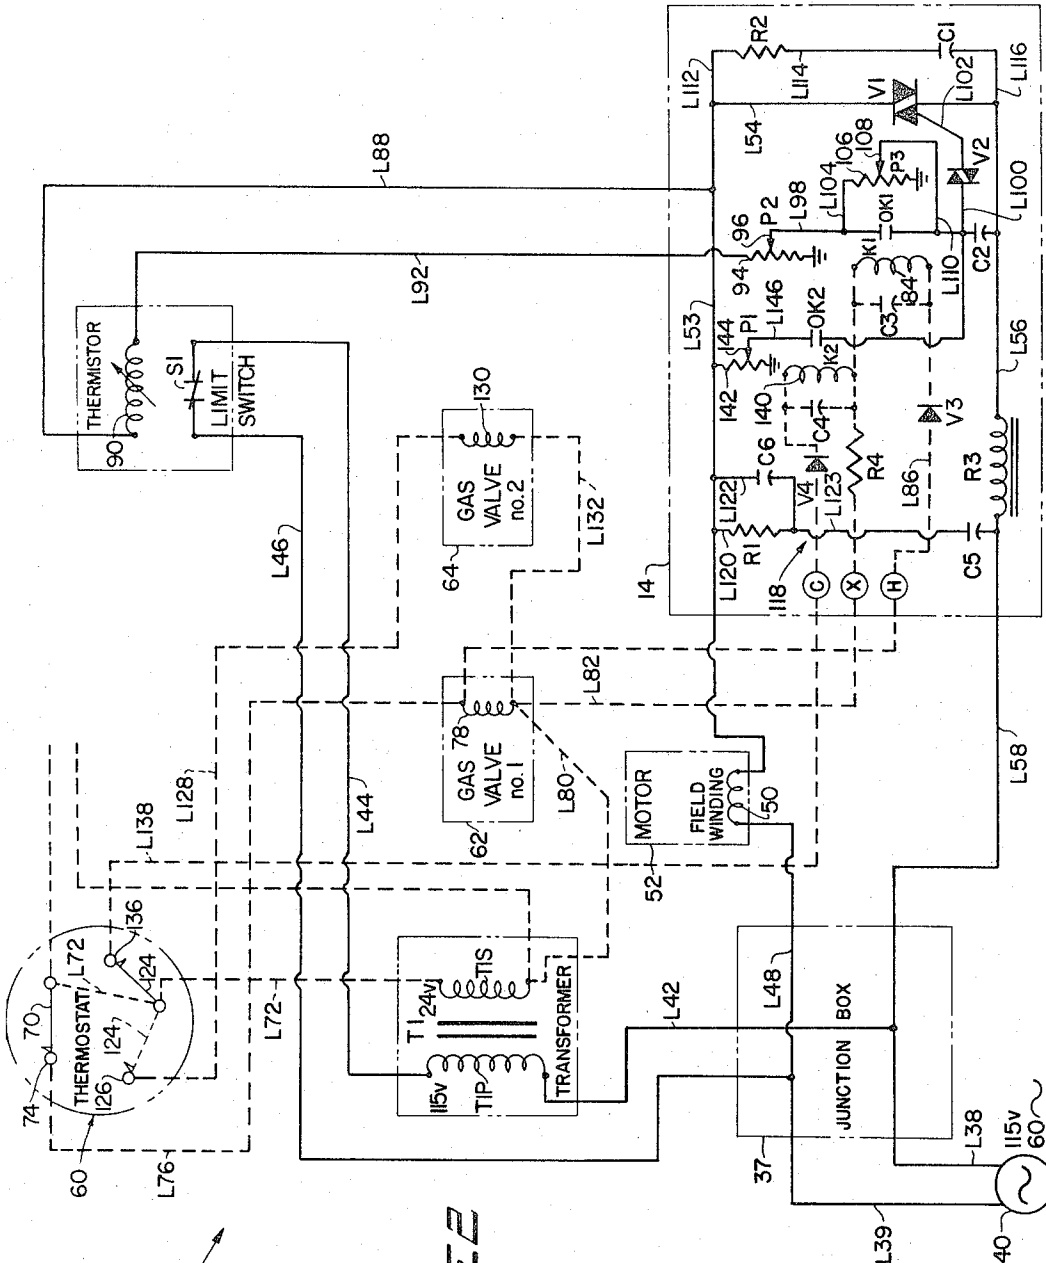 R2
C1
L112
L114
L116
L54
V1
L102
L88
106
108
P3
V2
L104
L100
P2
L98
OK1
96
K1
L110
C2
94
84
L92
L53
L146
OK2
C3
L56
144
P1
142
K2
140
THERMISTOR
S1
LIMIT
SWITCH
90
130
GAS
VALVE
no.2
64
L132
C6
C4
V3
R4
V4
L86
R3
L122
L123
L120
R1
C5
118
14
C
X
H
L46
L82
78
GAS
VALVE
no.1
62
L80
L58
MOTOR
FIELD
WINDING
50
52
L128
L44
L138
136
L72
124
70
THERMOSTAT
124
126
74
60
L76
L72
T1S
24V
T1
115V
T1P
TRANSFORMER
L42
L48
JUNCTION BOX
37
L38
115V
60
L39
40
2